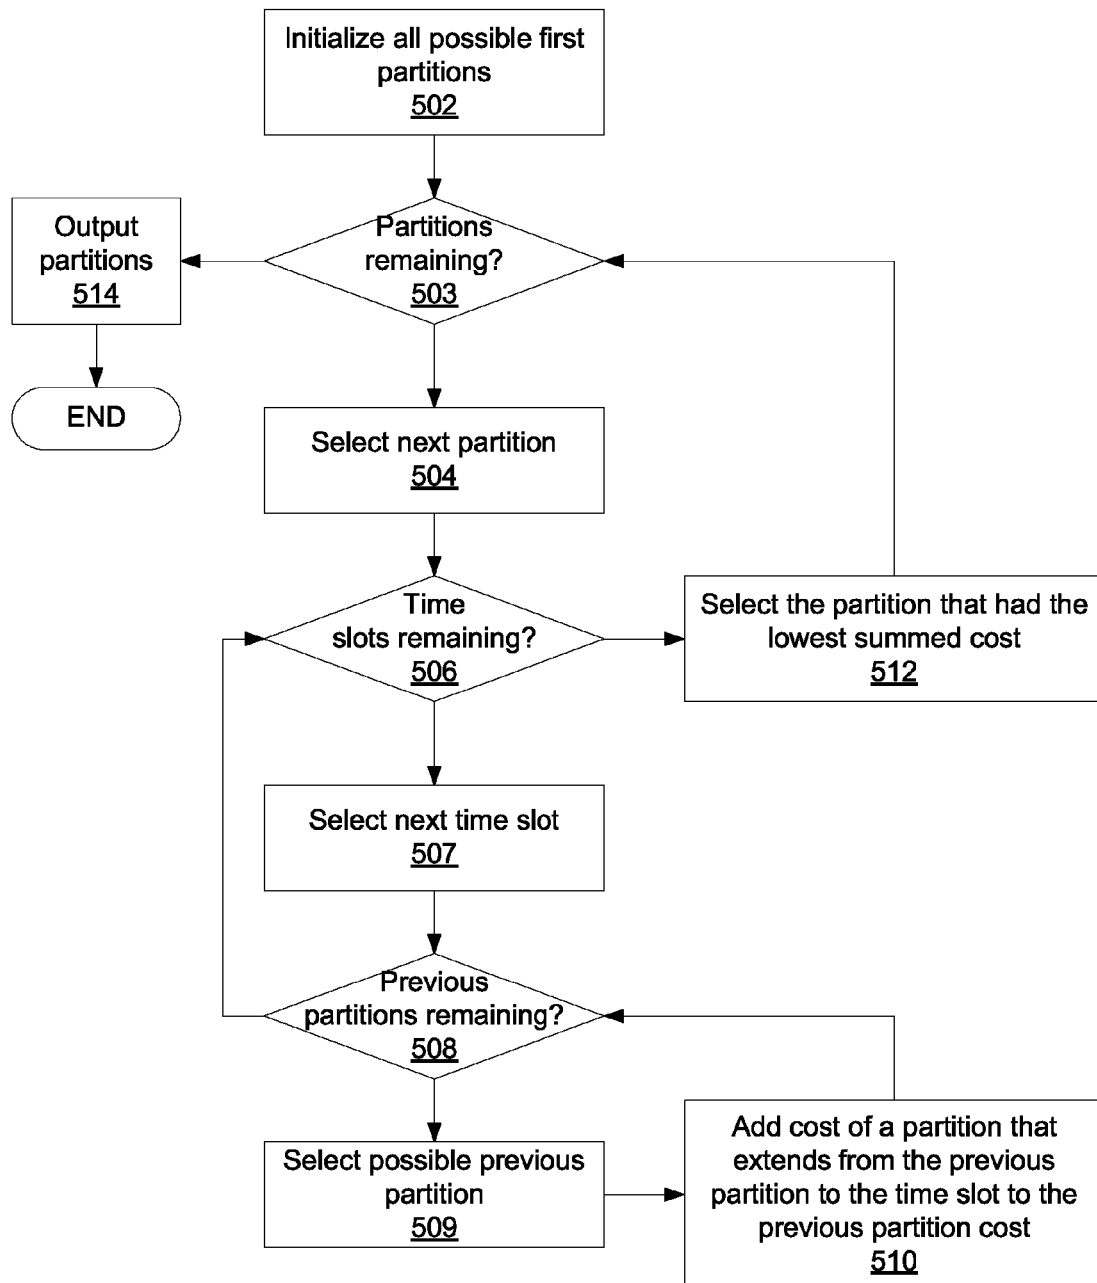 Initialize all possible first
partitions
502
Partitions
remaining?
503
Output
partitions
514
END
Select next partition
504
Time
slots remaining?
506
Select the partition that had the
lowest summed cost
512
Select next time slot
507
Previous
partitions remaining?
508
Select possible previous
partition
509
Add cost of a partition that
extends from the previous
partition to the time slot to the
previous partition cost
510